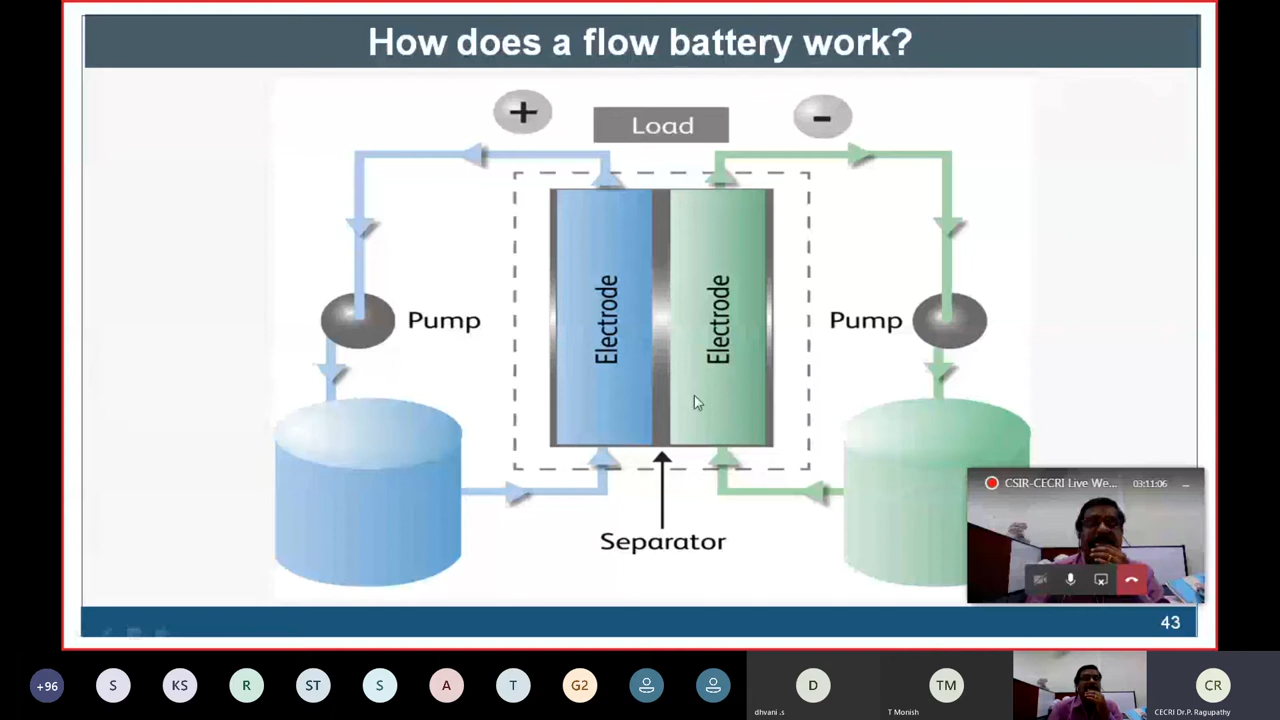 How does a flow battery work?
+
Load
-
Electrode
Electrode
Pump
Pump
Separator
CSIR-CECRI Live We...
03:11:06
43
+96
S
KS
R
ST
S
A
T
G2
D
dhvani .s
TM
T Monish
CR
CECRI Dr.P. Ragupathy